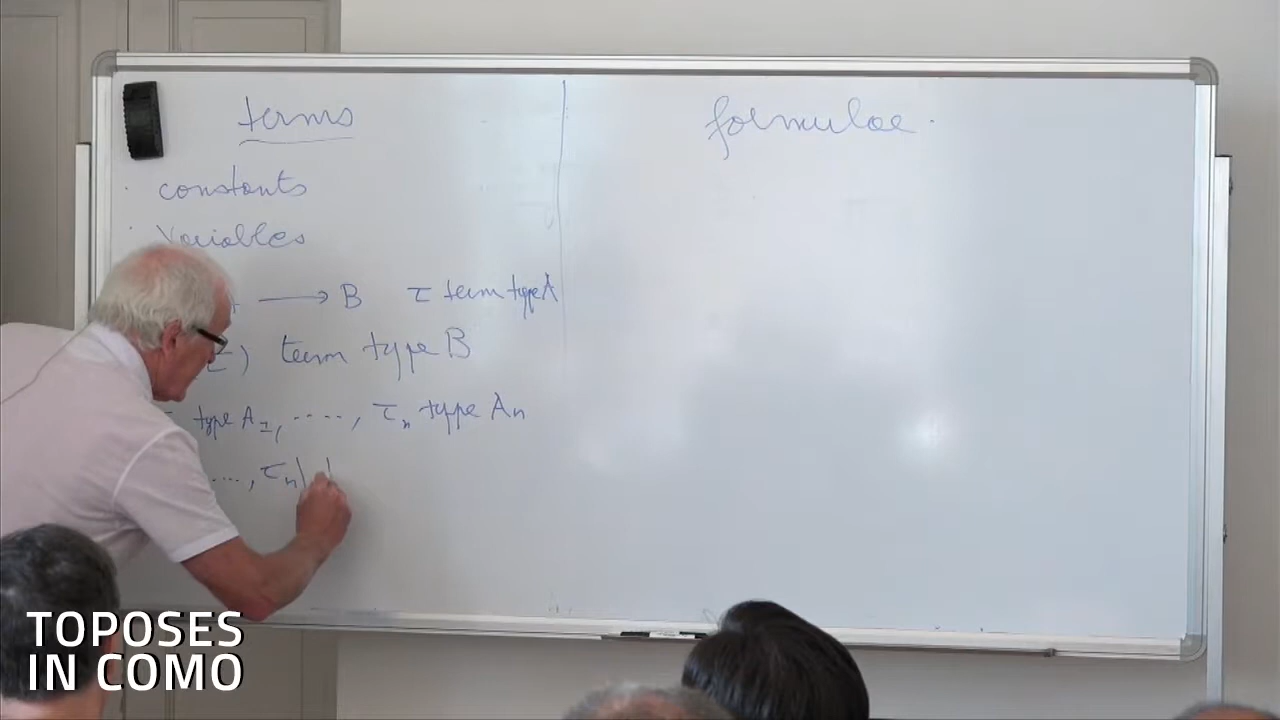 terms
· constants
· Variables
⟶ B τ term type A
) term type B
type A₁, ...., τₙ type Aₙ
..., τₙ)
formulae.
TOPOSES
IN COMO